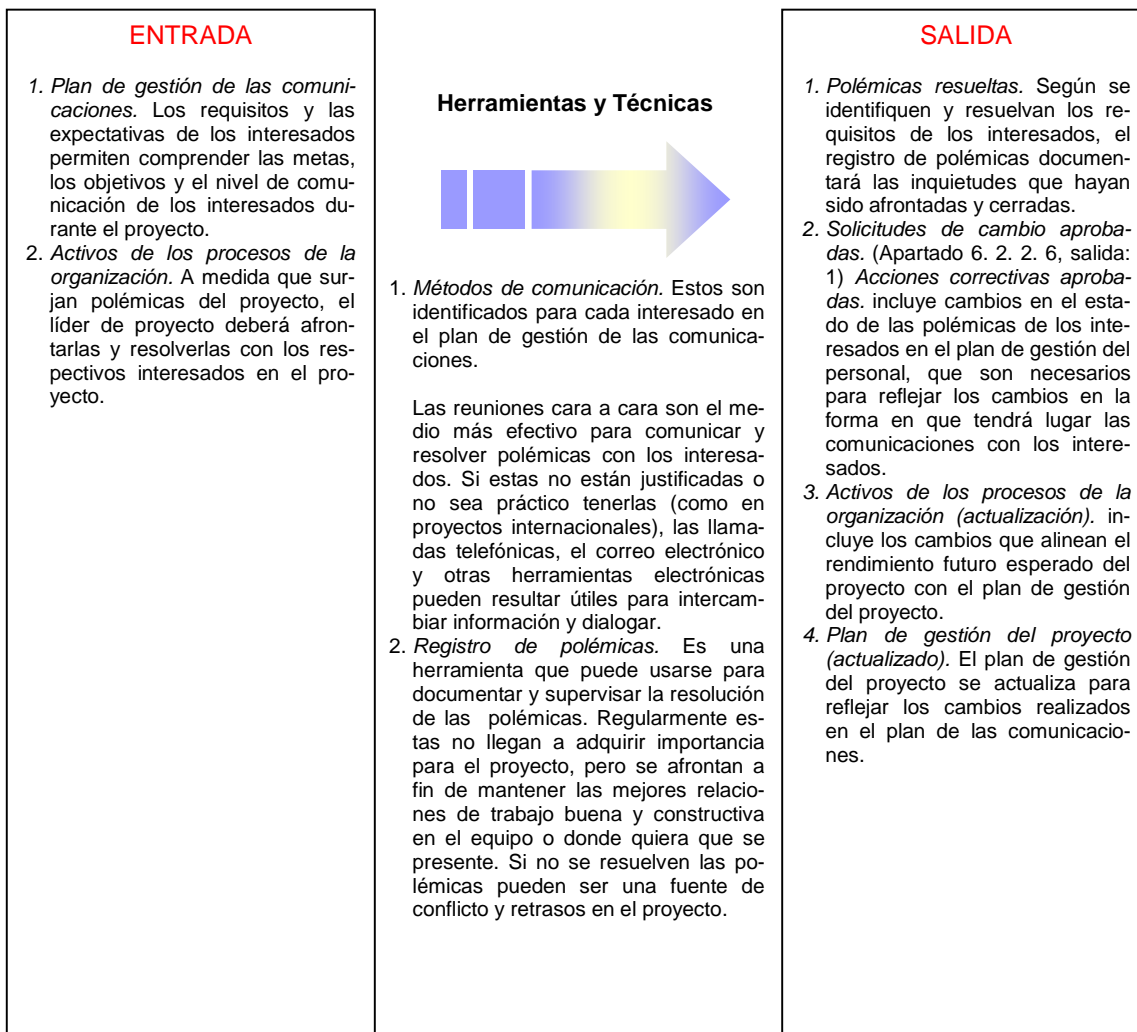 ENTRADA
1. Plan de gestión de las comuni-
caciones. Los requisitos y las
expectativas de los interesados
permiten comprender las metas,
los objetivos y el nivel de comu-
nicación de los interesados du-
rante el proyecto.
2. Activos de los procesos de la
organización. A medida que sur-
jan polémicas del proyecto, el
líder de proyecto deberá afron-
tarlas y resolverlas con los res-
pectivos interesados en el pro-
yecto.
Herramientas y Técnicas
1. Métodos de comunicación. Estos son
identificados para cada interesado en
el plan de gestión de las comunica-
ciones.
Las reuniones cara a cara son el me-
dio más efectivo para comunicar y
resolver polémicas con los interesa-
dos. Si estas no están justificadas o
no sea práctico tenerlas (como en
proyectos internacionales), las llama-
das telefónicas, el correo electrónico
y otras herramientas electrónicas
pueden resultar útiles para intercam-
biar información y dialogar.
2. Registro de polémicas. Es una
herramienta que puede usarse para
documentar y supervisar la resolución
de las polémicas. Regularmente es-
tas no llegan a adquirir importancia
para el proyecto, pero se afrontan a
fin de mantener las mejores relacio-
nes de trabajo buena y constructiva
en el equipo o donde quiera que se
presente. Si no se resuelven las po-
lémicas pueden ser una fuente de
conflicto y retrasos en el proyecto.
SALIDA
1. Polémicas resueltas. Según se
identifiquen y resuelvan los re-
quisitos de los interesados, el
registro de polémicas documen-
tará las inquietudes que hayan
sido afrontadas y cerradas.
2. Solicitudes de cambio aproba-
das. (Apartado 6. 2. 2. 6, salida:
1) Acciones correctivas aproba-
das. incluye cambios en el esta-
do de las polémicas de los inte-
resados en el plan de gestión del
personal, que son necesarios
para reflejar los cambios en la
forma en que tendrá lugar las
comunicaciones con los intere-
sados.
3. Activos de los procesos de la
organización (actualización). in-
cluye los cambios que alinean el
rendimiento futuro esperado del
proyecto con el plan de gestión
del proyecto.
4. Plan de gestión del proyecto
(actualizado). El plan de gestión
del proyecto se actualiza para
reflejar los cambios realizados
en el plan de las comunicacio-
nes.